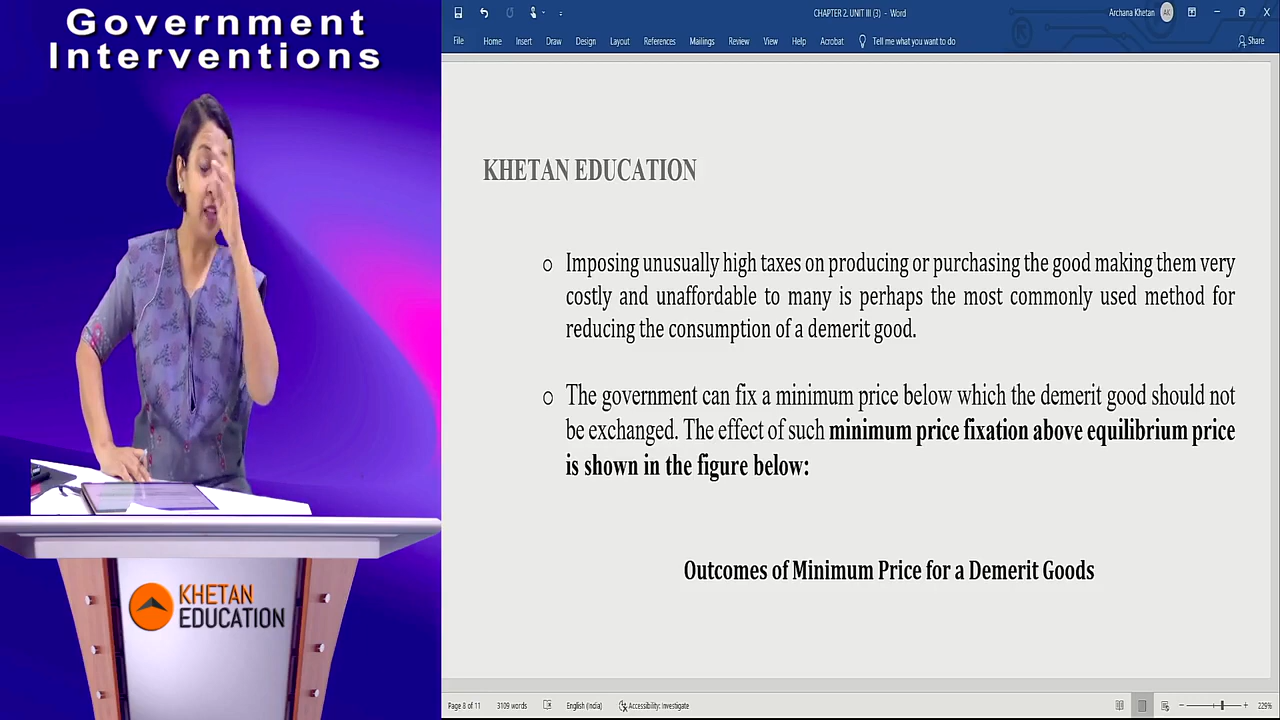 Government
Interventions
CHAPTER 2. UNIT III (3) - Word
Archana Khetan AK
File Home Insert Draw Design Layout References Mailings Review View Help Acrobat Tell me what you want to do Share
KHETAN EDUCATION
o Imposing unusually high taxes on producing or purchasing the good making them very
costly and unaffordable to many is perhaps the most commonly used method for
reducing the consumption of a demerit good.
o The government can fix a minimum price below which the demerit good should not
be exchanged. The effect of such minimum price fixation above equilibrium price
is shown in the figure below:
Outcomes of Minimum Price for a Demerit Goods
KHETAN
EDUCATION
Page 8 of 11 3109 words English (India) Accessibility: Investigate 229%